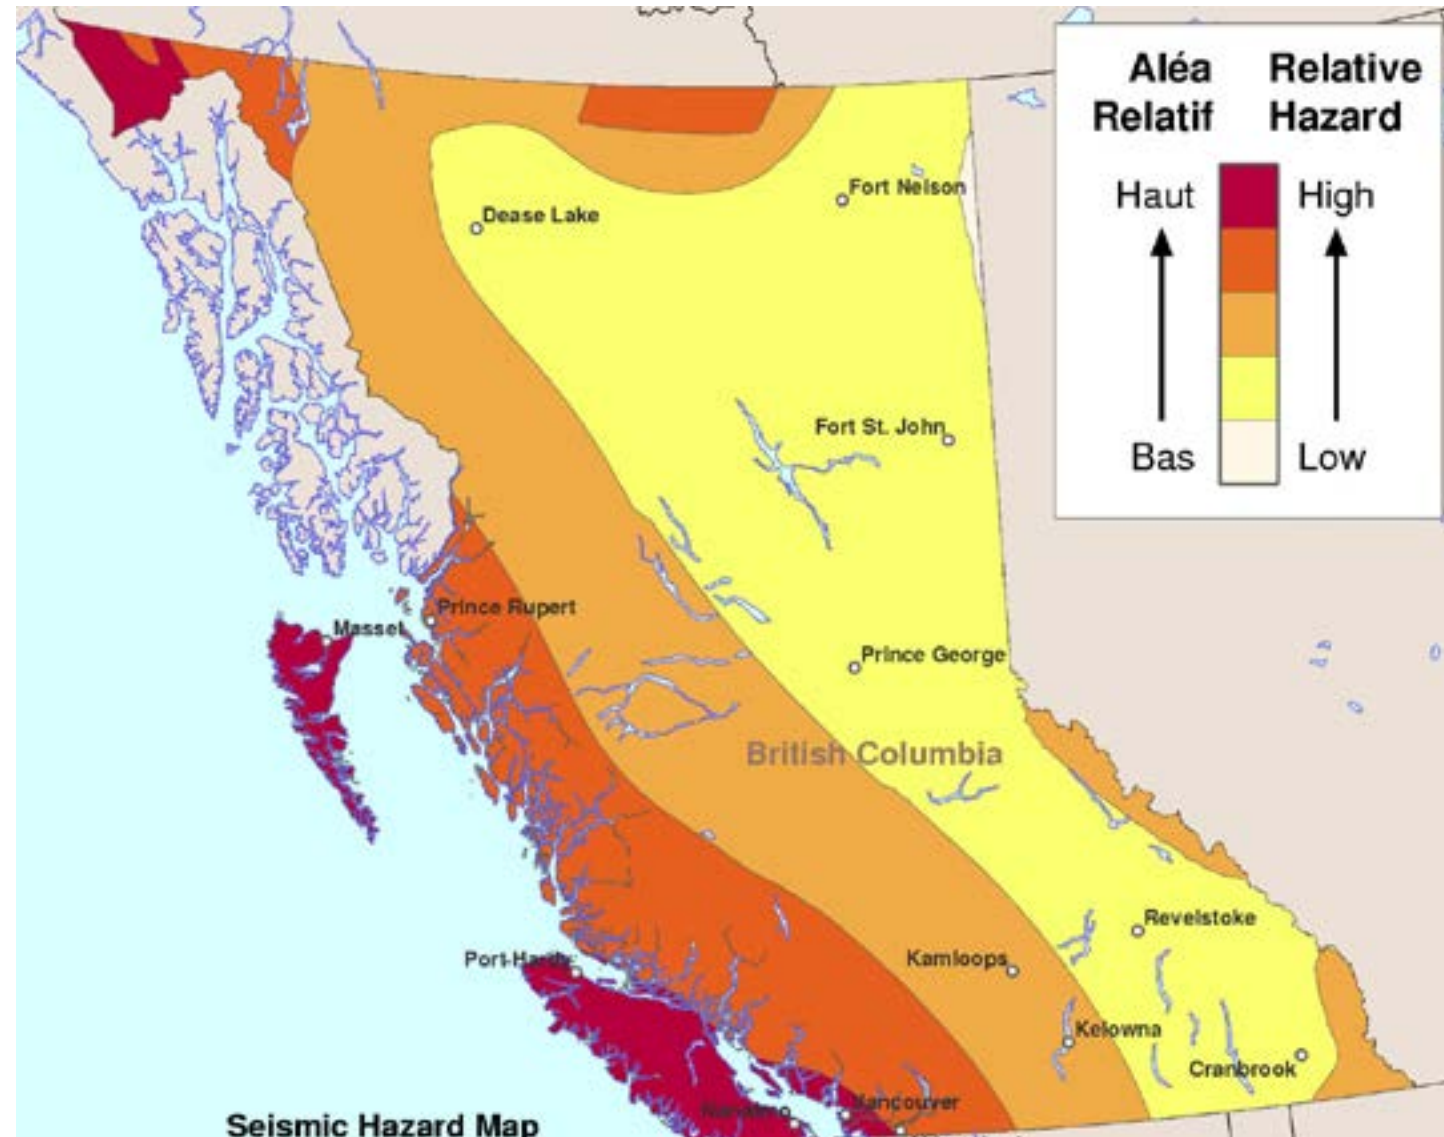 Aléa Relative
Relatif Hazard
Haut High
Bas Low
Fort Nelson
Dease Lake
Fort St. John
Prince Rupert
Masset
Prince George
British Columbia
Revelstoke
Kamloops
Port Hardy
Kelowna
Cranbrook
Vancouver
Nanaimo
Seismic Hazard Map